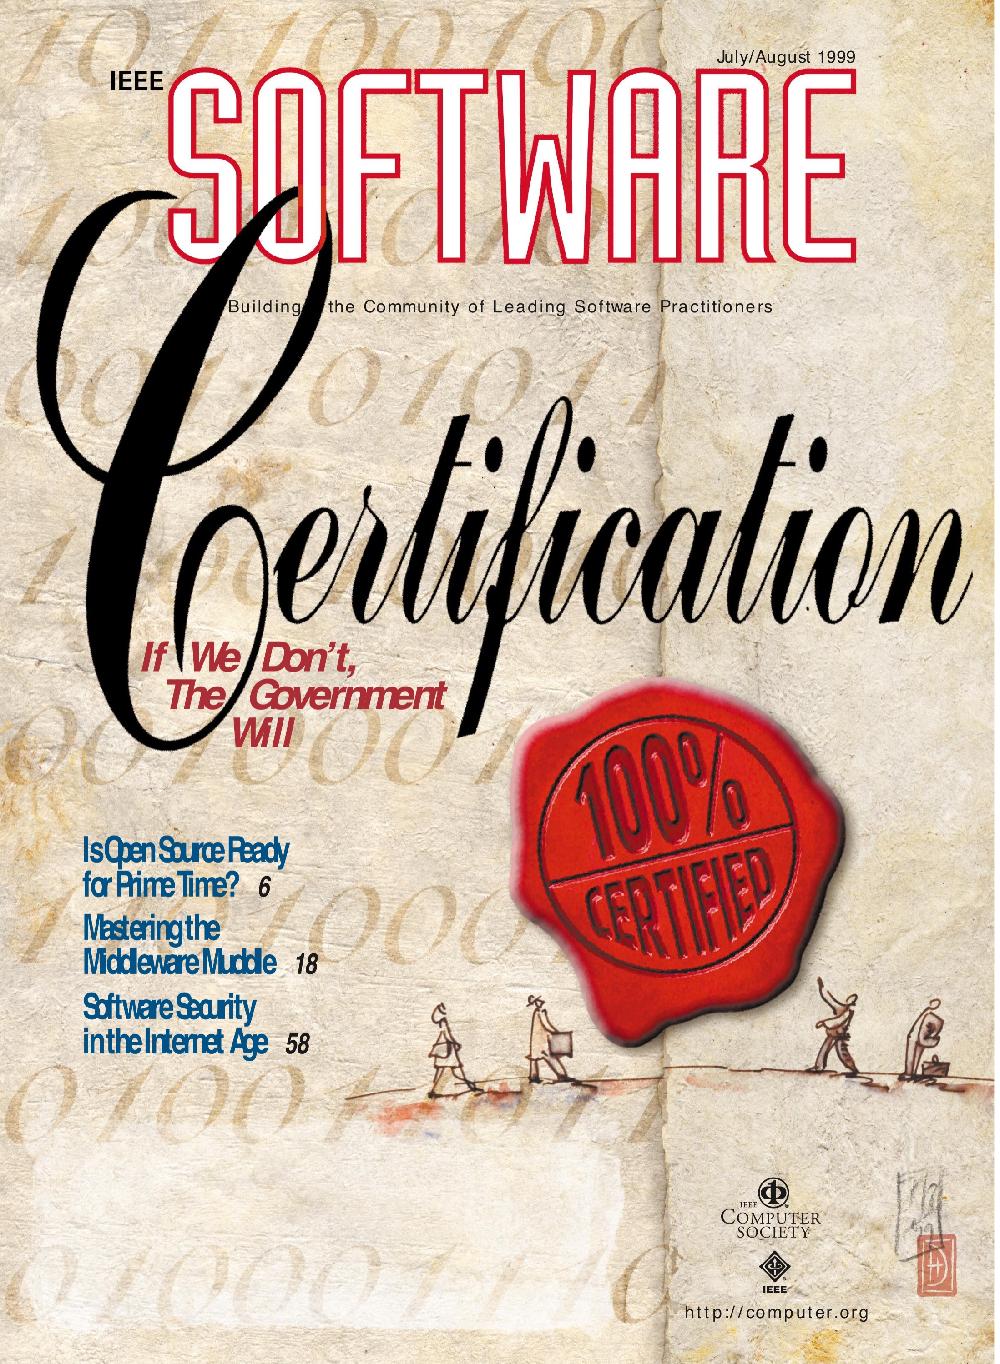 July/August 1999
IEEE
SOFTWARE
Building the Community of Leading Software Practitioners
Certification
If We Don't,
The Government
Will
100%
CERTIFIED
Is Open Source Ready
for Prime Time? 6
Mastering the
Middleware Muddle 18
Software Security
in the Internet Age 58
IEEE
COMPUTER
SOCIETY
IEEE
http://computer.org